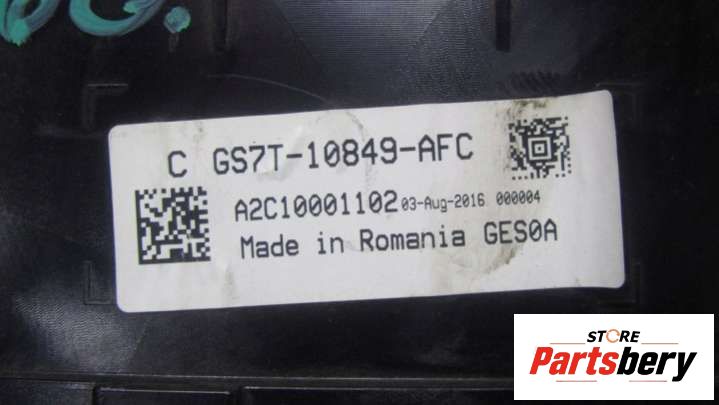 C GS7T-10849-AFC
A2C10001102 03-Aug-2016 000004
Made in Romania GES0A
STORE
Partsbery